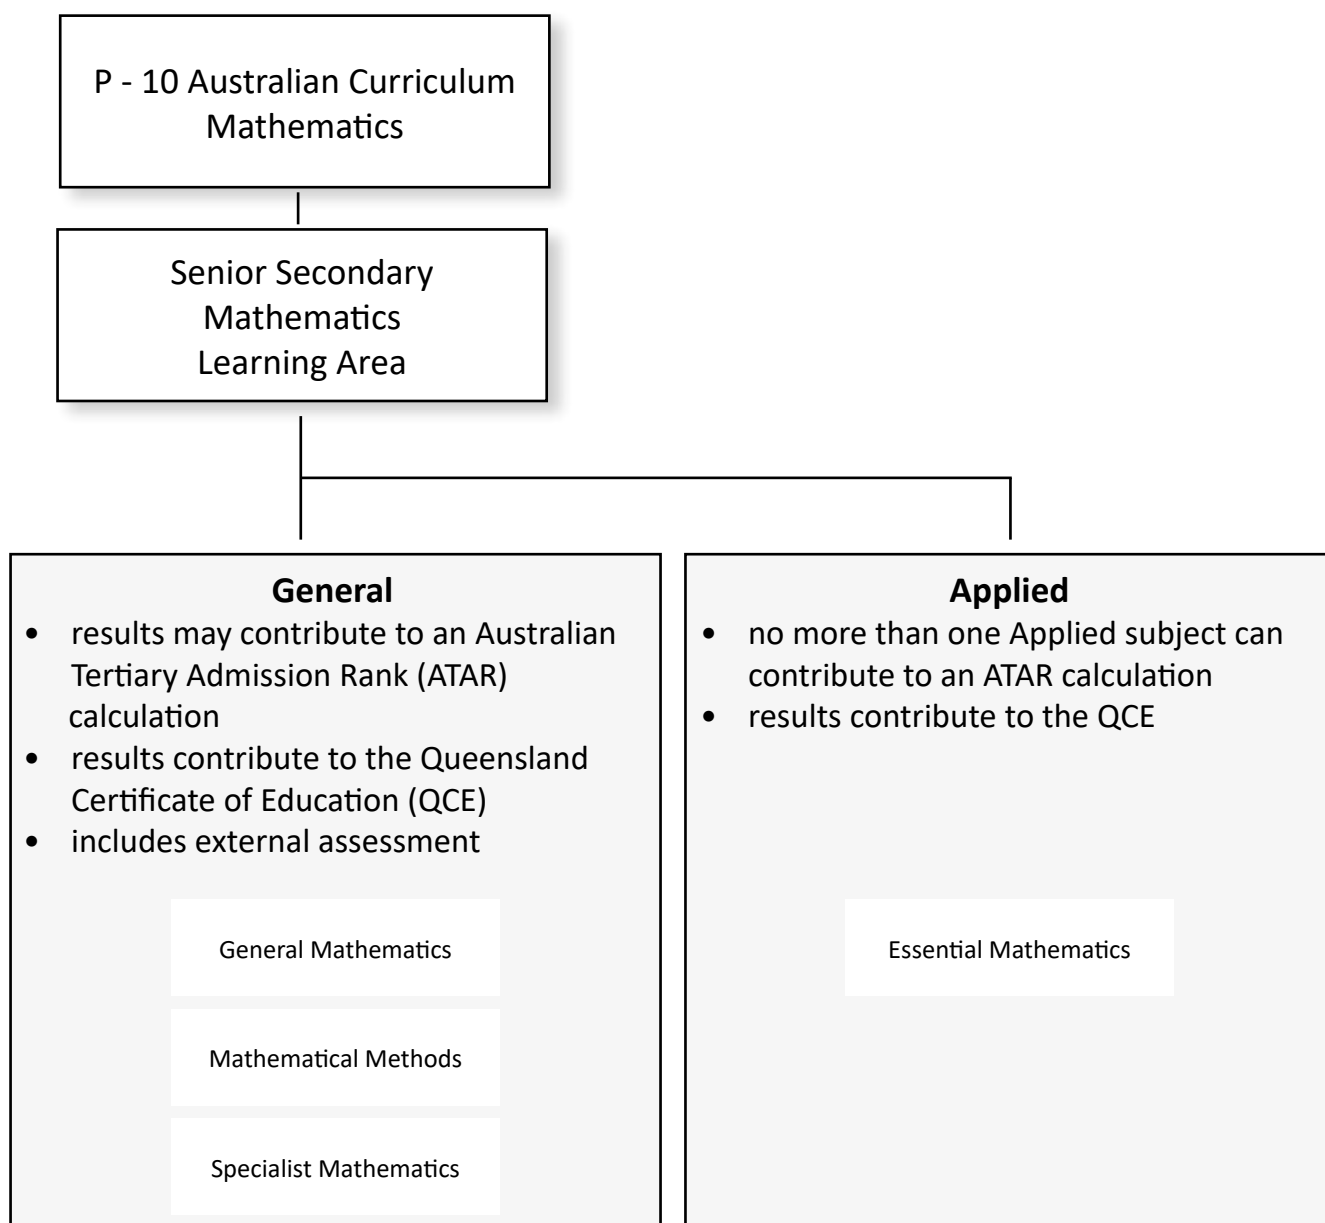 P - 10 Australian Curriculum
Mathematics
Senior Secondary
Mathematics
Learning Area
General
• results may contribute to an Australian
Tertiary Admission Rank (ATAR)
calculation
• results contribute to the Queensland
Certificate of Education (QCE)
• includes external assessment
General Mathematics
Mathematical Methods
Specialist Mathematics
Applied
• no more than one Applied subject can
contribute to an ATAR calculation
• results contribute to the QCE
Essential Mathematics